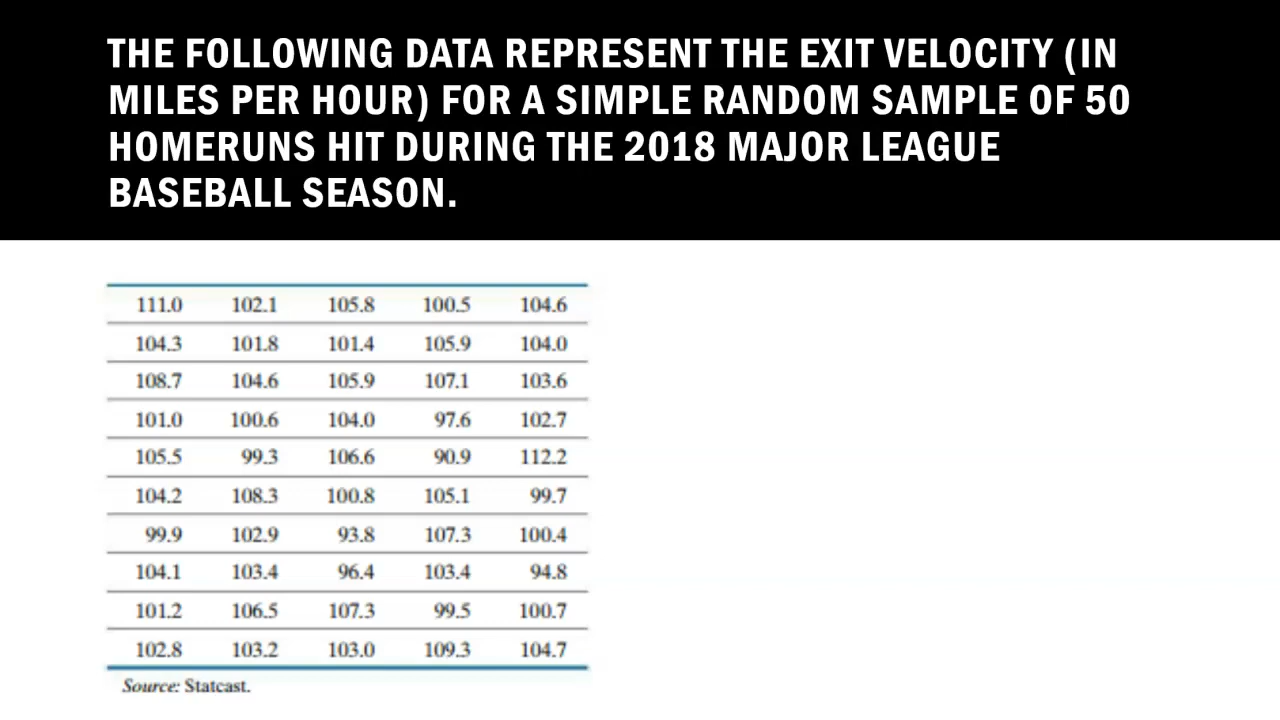 THE FOLLOWING DATA REPRESENT THE EXIT VELOCITY (IN
MILES PER HOUR) FOR A SIMPLE RANDOM SAMPLE OF 50
HOMERUNS HIT DURING THE 2018 MAJOR LEAGUE
BASEBALL SEASON.
111.0 102.1 105.8 100.5 104.6
104.3 101.8 101.4 105.9 104.0
108.7 104.6 105.9 107.1 103.6
101.0 100.6 104.0 97.6 102.7
105.5 99.3 106.6 90.9 112.2
104.2 108.3 100.8 105.1 99.7
99.9 102.9 93.8 107.3 100.4
104.1 103.4 96.4 103.4 94.8
101.2 106.5 107.3 99.5 100.7
102.8 103.2 103.0 109.3 104.7
Source: Statcast.